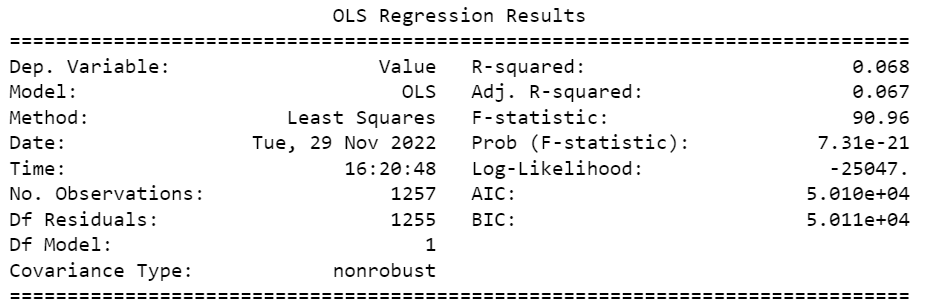 OLS Regression Results
==============================================================================
Dep. Variable: Value R-squared: 0.068
Model: OLS Adj. R-squared: 0.067
Method: Least Squares F-statistic: 90.96
Date: Tue, 29 Nov 2022 Prob (F-statistic): 7.31e-21
Time: 16:20:48 Log-Likelihood: -25047.
No. Observations: 1257 AIC: 5.010e+04
Df Residuals: 1255 BIC: 5.011e+04
Df Model: 1
Covariance Type: nonrobust
==============================================================================